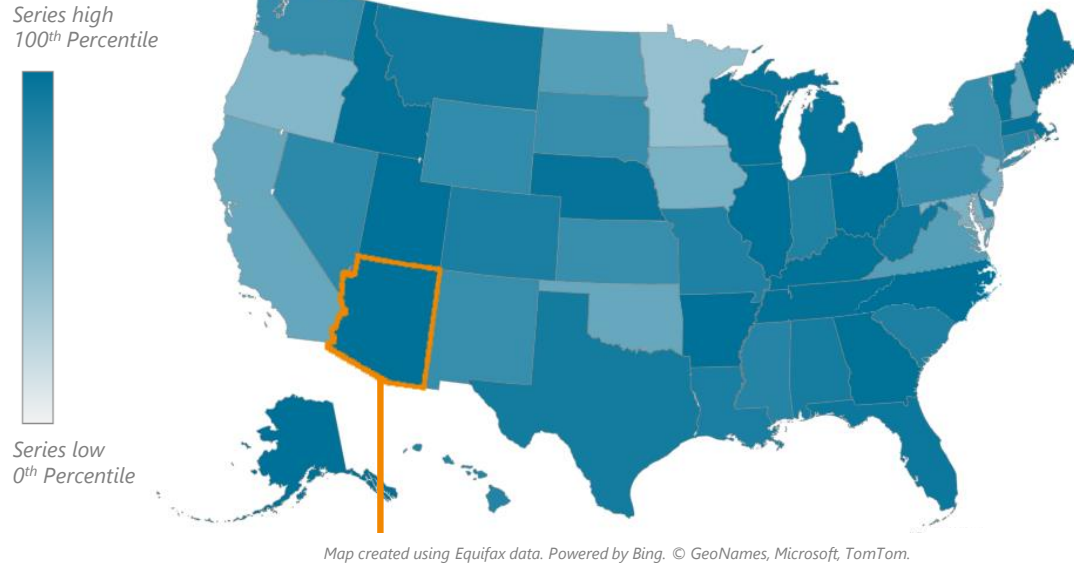 Series high
100th Percentile
Series low
0th Percentile
Map created using Equifax data. Powered by Bing. © GeoNames, Microsoft, TomTom.